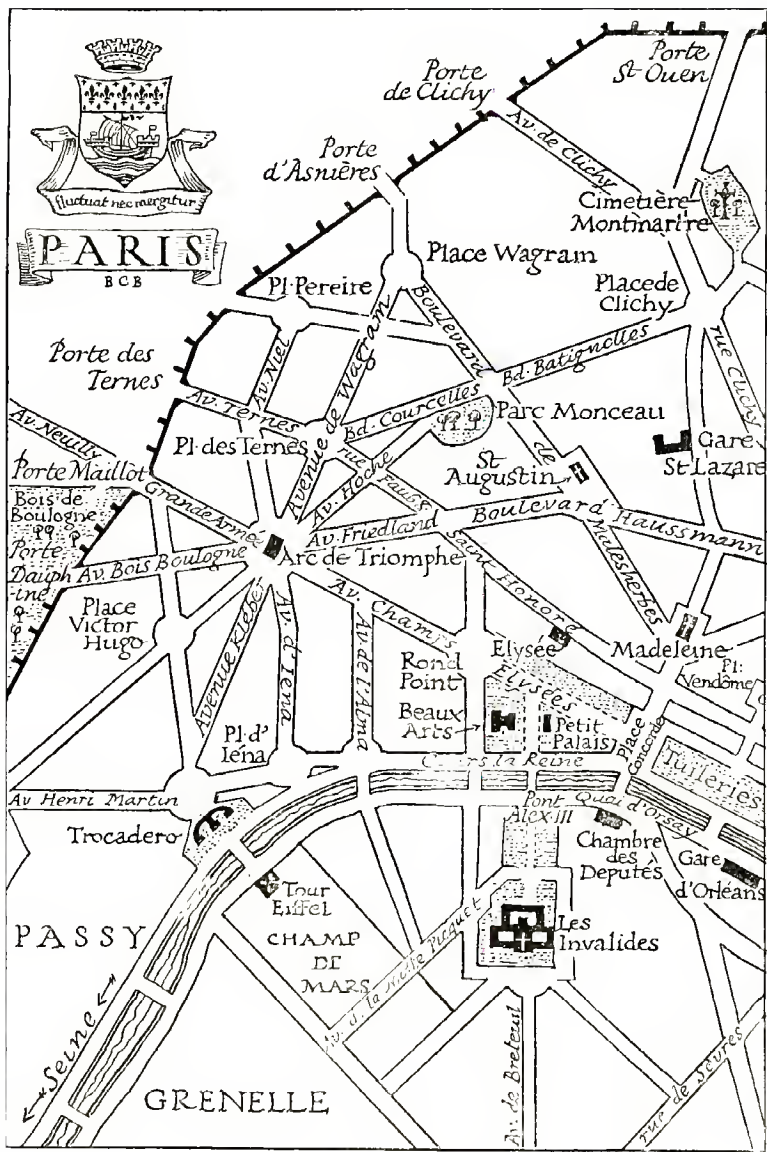 Porte
St Ouen
Porte
de Clichy
Av. de Clichy
Porte
d'Asnières
fluctuat nec mergitur
PARIS
BCB
Cimetière
Montmartre
Place Wagram
Pl. Pereire
Place de
Clichy
Boulevard
Bd. Batignolles
rue Clichy
Porte des
Ternes
Av. Niel
Avenue de Wagram
Av. Ternes
Bd. Courcelles
Parc Monceau
Av. Neuilly
Pl. des Ternes
Gare
St Lazare
de
St
Augustin
Porte Maillot
Grande Armée
Av. Hoche
rue Faubg
Bois de
Boulogne
Av. Friedland
Boulevard Haussmann
Malesherbes
Porte
Dauph
ine
Av. Bois Boulogne
Arc de Triomphe
Saint Honoré
Place
Victor
Hugo
Avenue Kléber
Av. d'Iena
Av. de l'Alma
Av. Champs
Elysées
Elysée
Madeleine
Pl:
Vendôme
Rond
Point
Beaux
Arts
Petit
Palais
Place
Concorde
Pl. d'
Iéna
Cours la Reine
Tuileries
Av Henri Martin
Pont
Alex III
Quai d'Orsay
Trocadero
Chambre
des
Deputès
Gare
d'Orléans
Tour
Eiffel
PASSY
CHAMP
DE
MARS
Les
Invalides
Av. d. la Motte Picquet
Seine
Av. de Breteuil
rue de Sèvres
GRENELLE